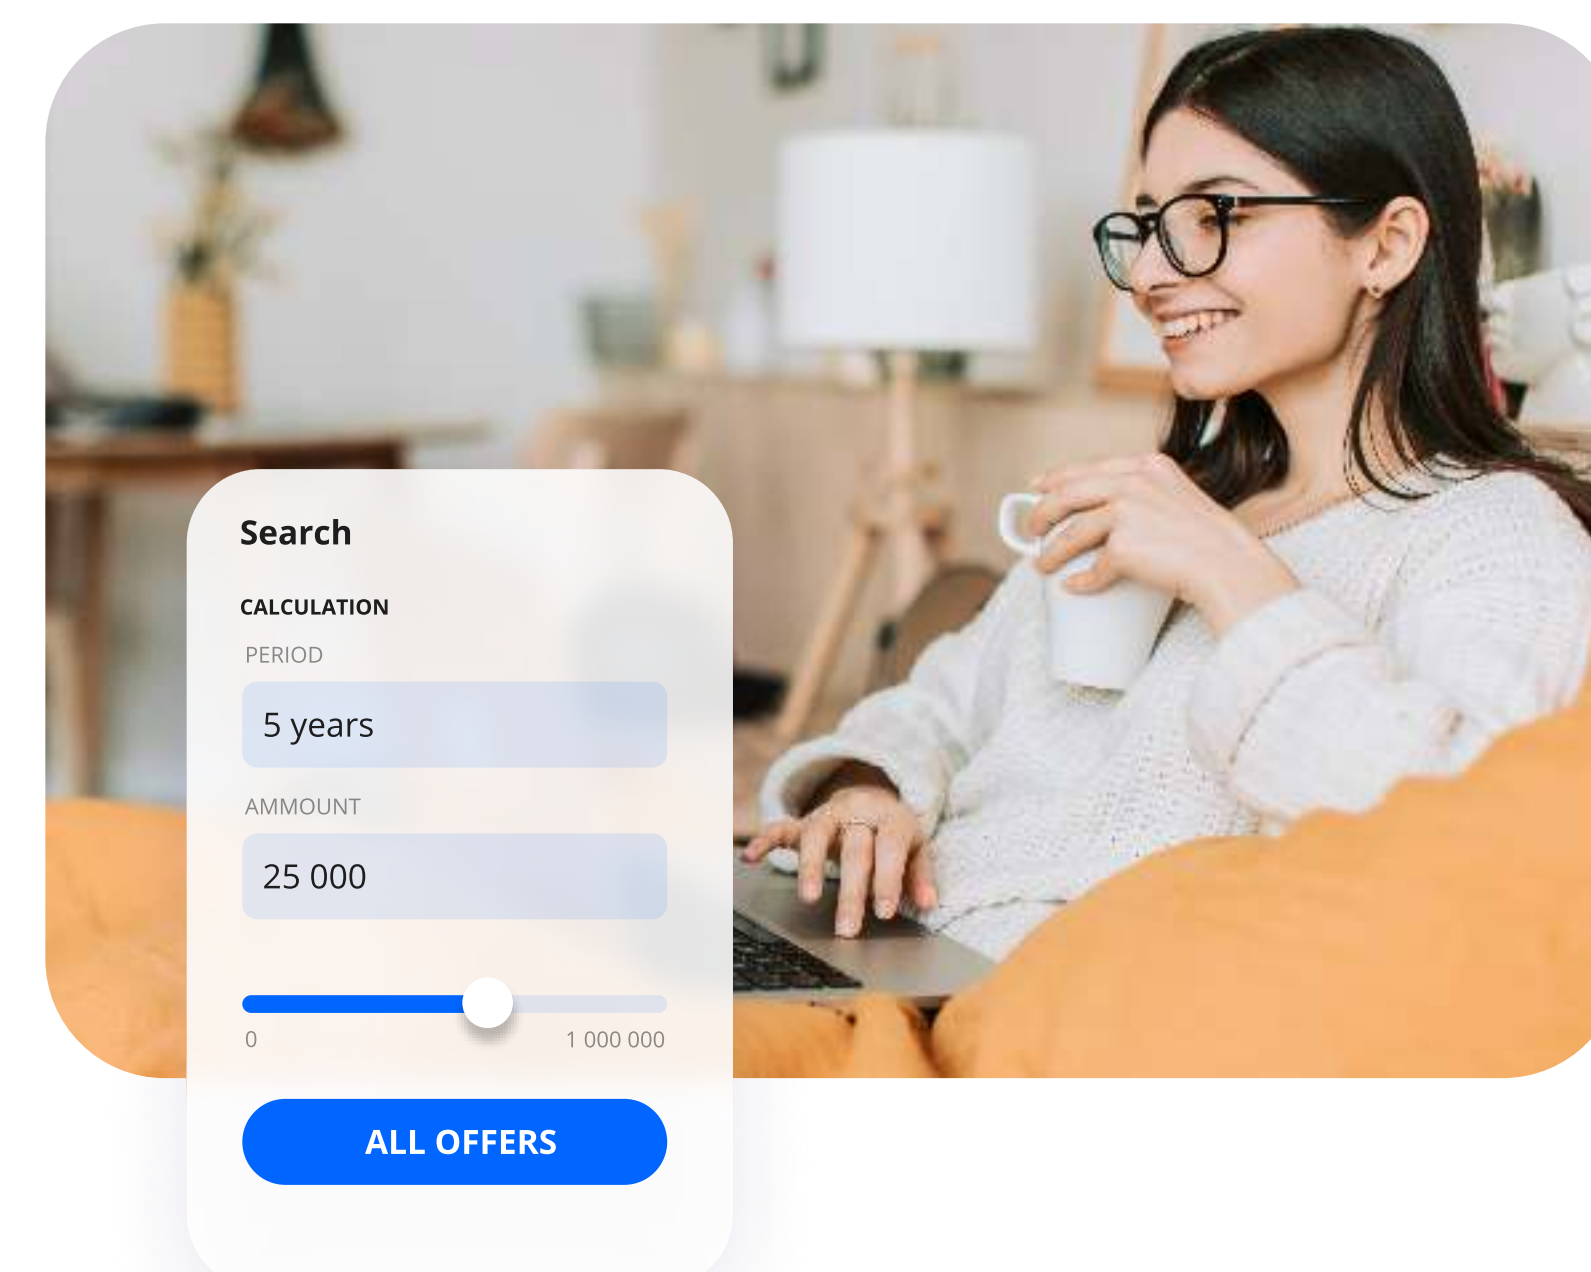 Search
CALCULATION
PERIOD
5 years
AMMOUNT
25 000
0 1 000 000
ALL OFFERS